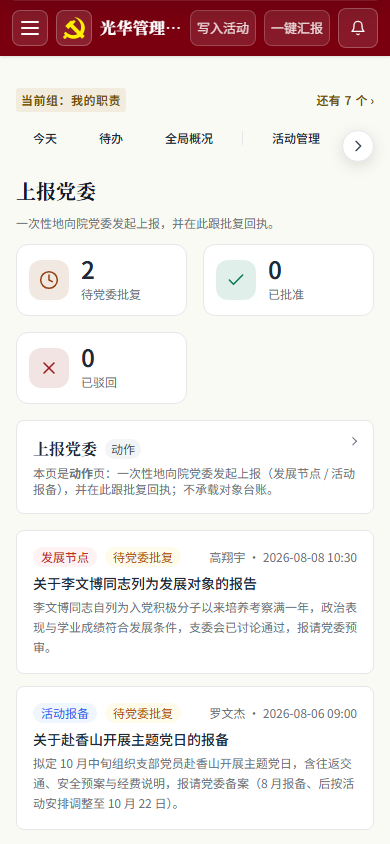 光华管理⋯
写入活动
一键汇报
当前组：我的职责
还有 7 个 ›
今天
待办
全局概况
活动管理
上报党委
一次性地向院党委发起上报，并在此跟批复回执。
2
待党委批复
0
已批准
0
已驳回
上报党委 动作
本页是动作页：一次性地向院党委发起上报（发展节点 / 活动
报备），并在此跟批复回执；不承载对象台账。
发展节点 待党委批复 高翔宇 · 2026-08-08 10:30
关于李文博同志列为发展对象的报告
李文博同志自列为入党积极分子以来培养考察满一年，政治表
现与学业成绩符合发展条件，支委会已讨论通过，报请党委预
审。
活动报备 待党委批复 罗文杰 · 2026-08-06 09:00
关于赴香山开展主题党日的报备
拟定 10 月中旬组织支部党员赴香山开展主题党日，含往返交
通、安全预案与经费说明，报请党委备案（8 月报备、后按活
动安排调整至 10 月 22 日）。